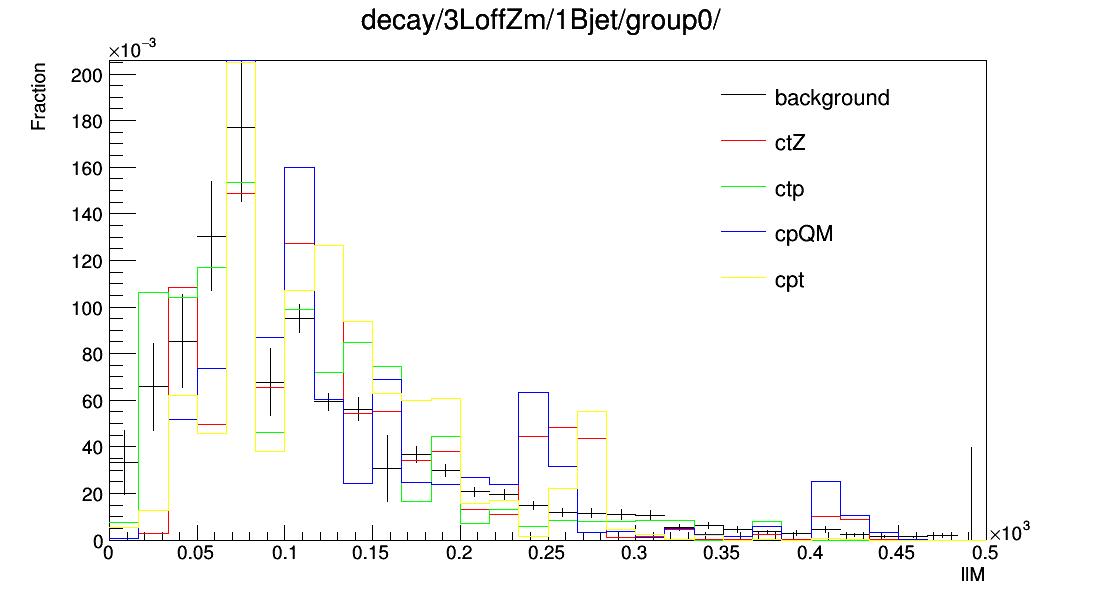 decay/3LoffZm/1Bjet/group0/
×10⁻³
Fraction
200
180
160
140
120
100
80
60
40
20
0
background
ctZ
ctp
cpQM
cpt
0 0.05 0.1 0.15 0.2 0.25 0.3 0.35 0.4 0.45 0.5
×10³
llM